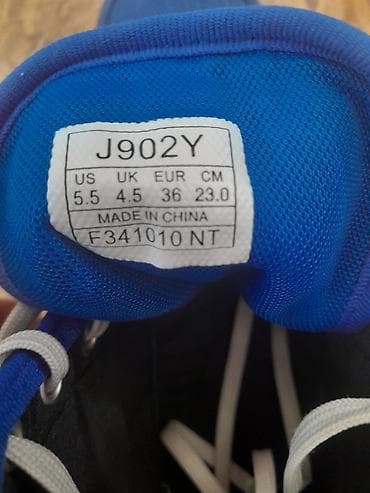 J902Y
US UK EUR CM
5.5 4.5 36 23.0
MADE IN CHINA
F341010 NT